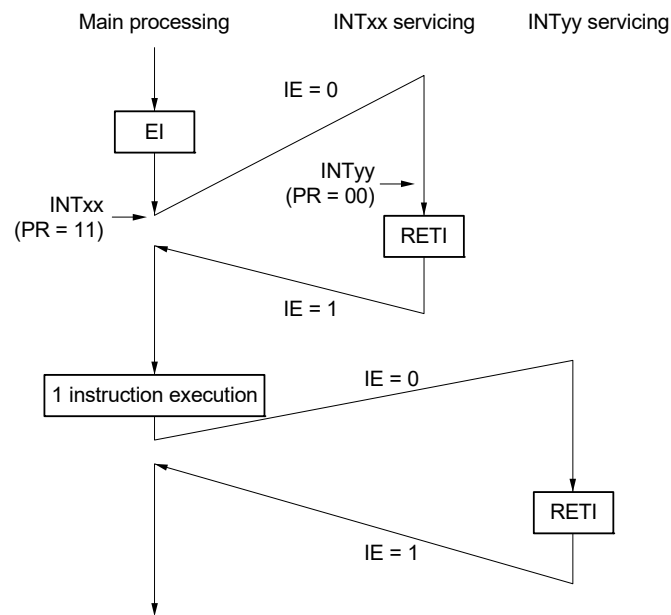 Main processing
INTxx servicing
INTyy servicing
IE = 0
EI
INTyy
(PR = 00)
INTxx
(PR = 11)
RETI
IE = 1
1 instruction execution
IE = 0
RETI
IE = 1